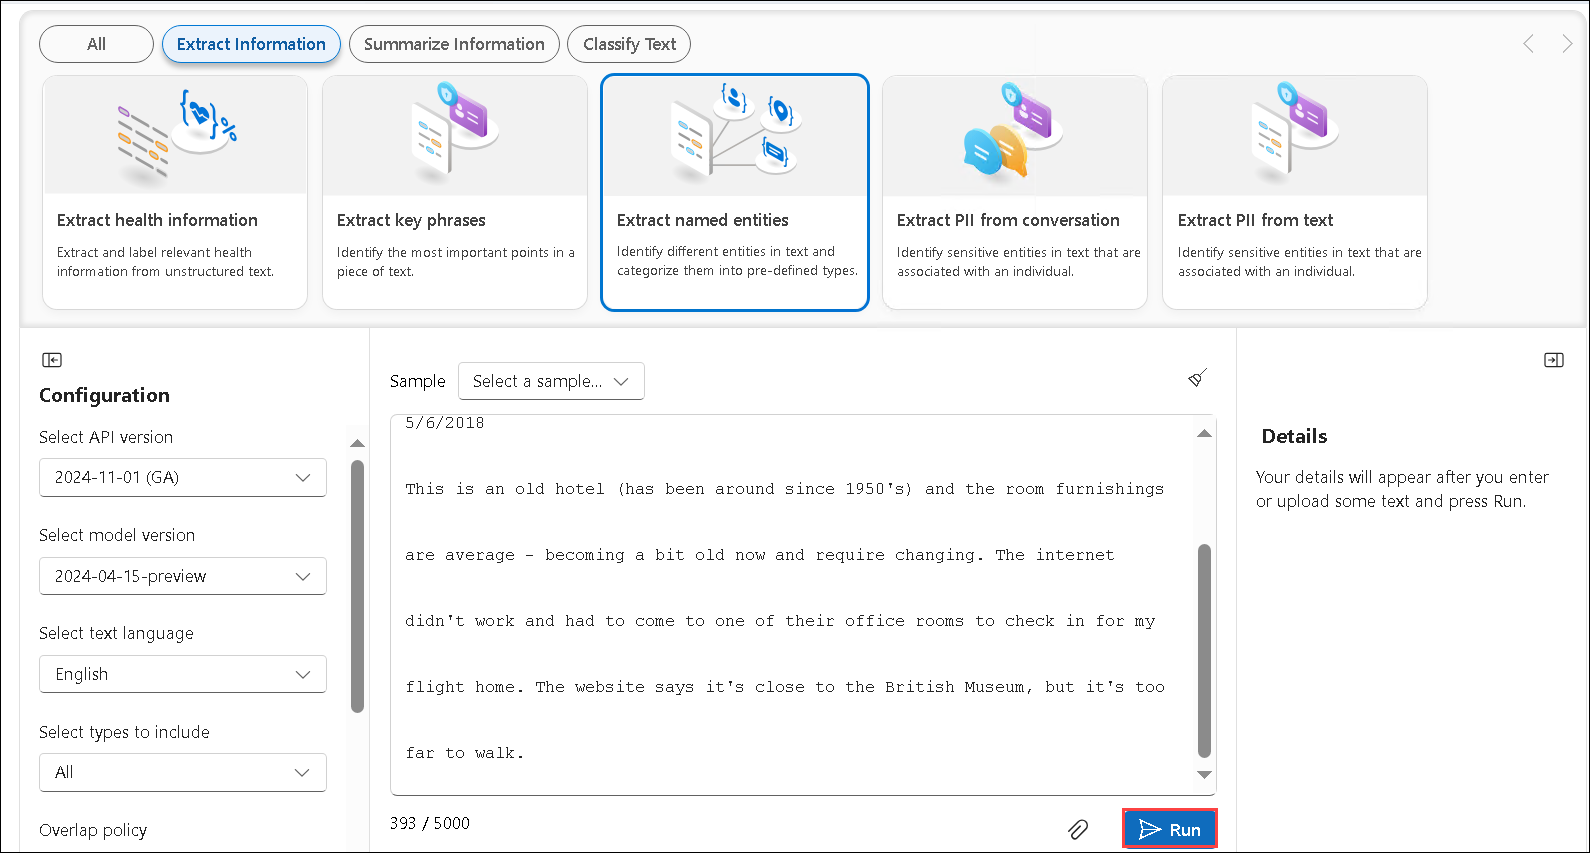 All
Extract Information
Summarize Information
Classify Text
Extract health information
Extract and label relevant health
information from unstructured text.
Extract key phrases
Identify the most important points in a
piece of text.
Extract named entities
Identify different entities in text and
categorize them into pre-defined types.
Extract PII from conversation
Identify sensitive entities in text that are
associated with an individual.
Extract PII from text
Identify sensitive entities in text that are
associated with an individual.
Configuration
Select API version
2024-11-01 (GA)
Select model version
2024-04-15-preview
Select text language
English
Select types to include
All
Overlap policy
Sample
Select a sample...
5/6/2018
This is an old hotel (has been around since 1950's) and the room furnishings
are average - becoming a bit old now and require changing. The internet
didn't work and had to come to one of their office rooms to check in for my
flight home. The website says it's close to the British Museum, but it's too
far to walk.
393 / 5000
Run
Details
Your details will appear after you enter
or upload some text and press Run.